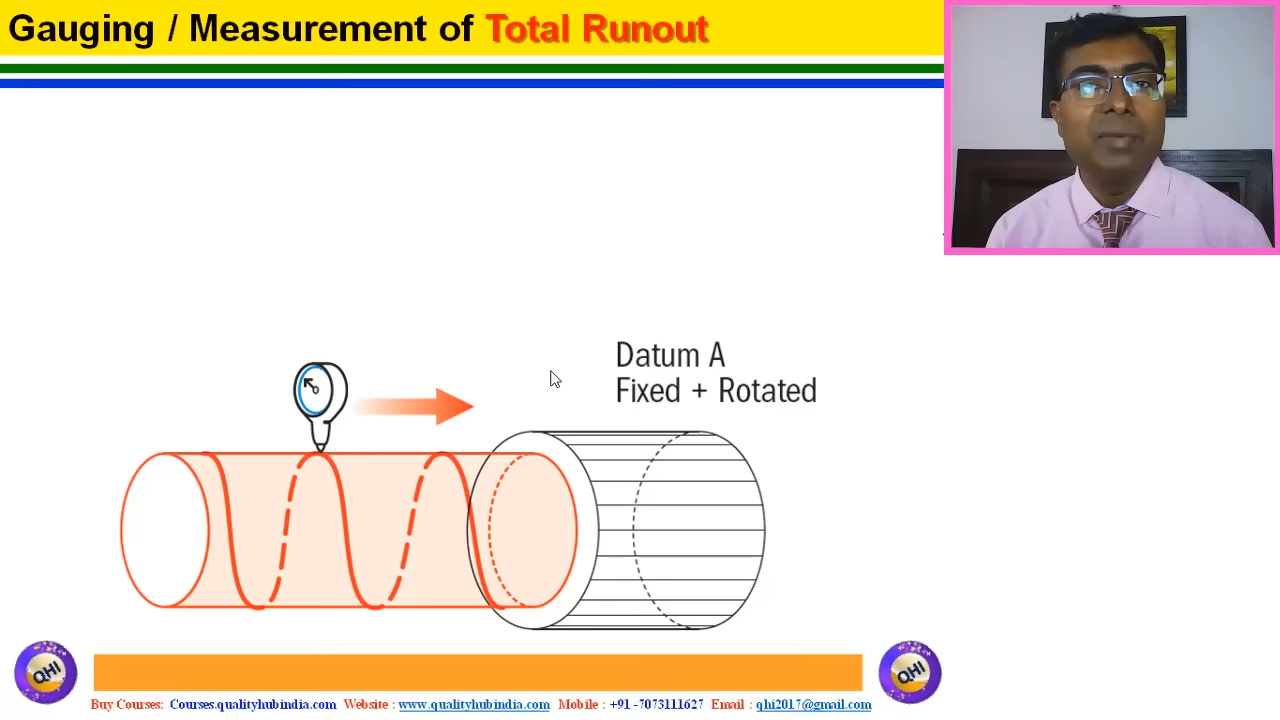 Gauging / Measurement of Total Runout
Datum A
Fixed + Rotated
QHI
QHI
Buy Courses: Courses.qualityhubindia.com Website : www.qualityhubindia.com Mobile : +91 -7073111627 Email : qhi2017@gmail.com